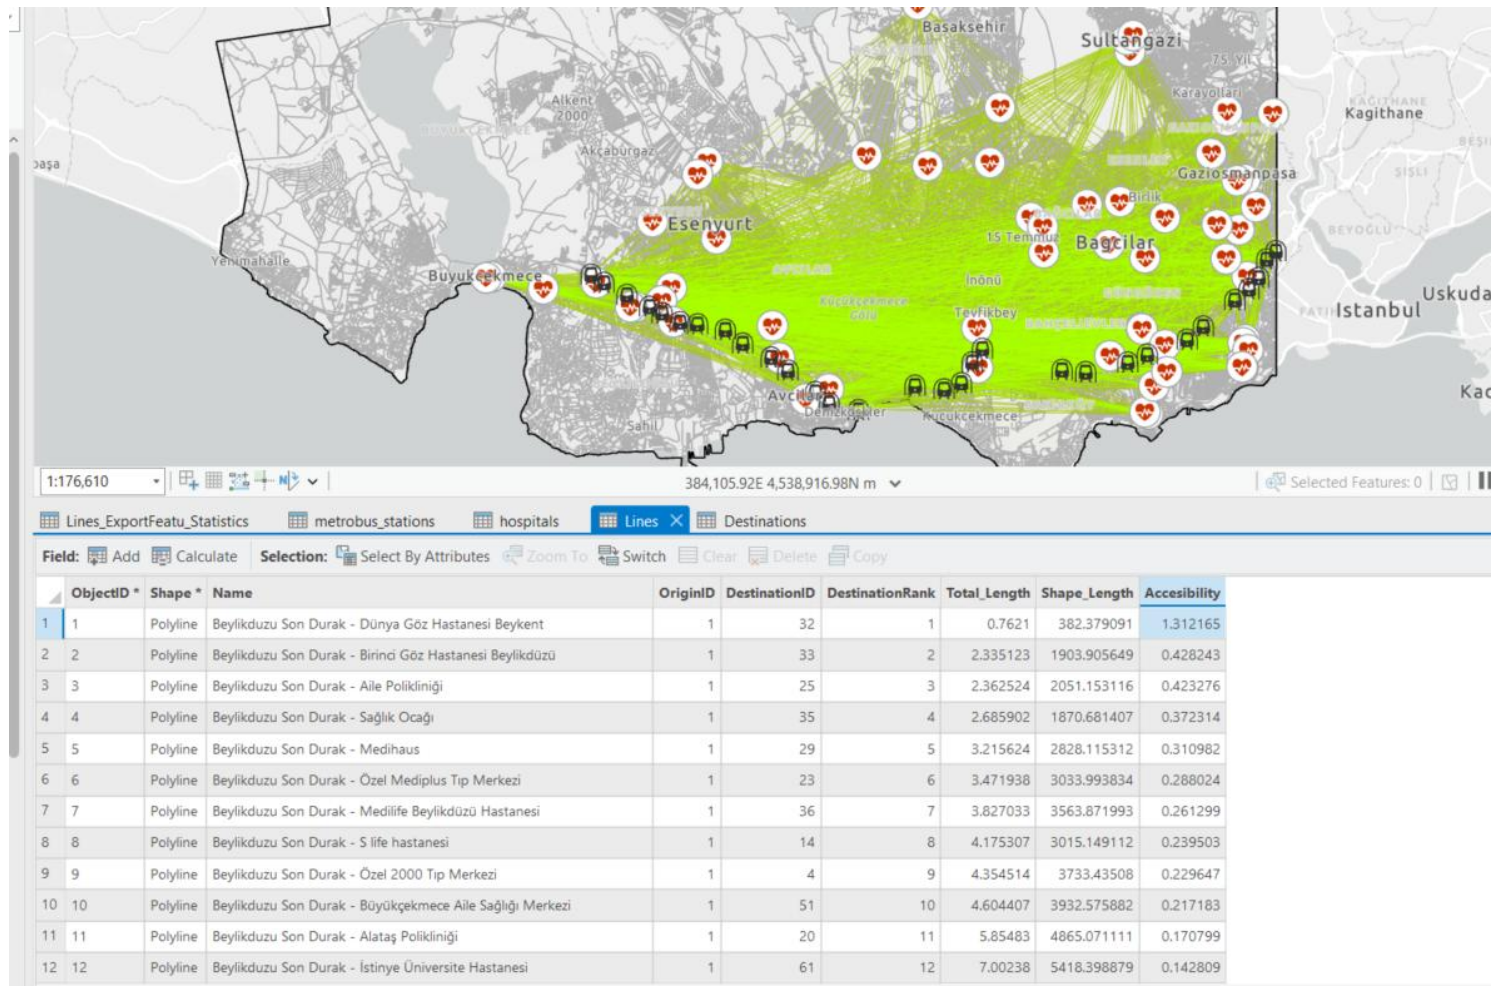 Basaksehir
Sultangazi
75. Yıl
Karayolları
KAGITHANE
Kagithane
Alkent
2000
Akçaburgaz
paşa
Gaziosmanpaşa
ŞİŞLİ
Birlik
Esenyurt
15 Temmuz
Bagcilar
BEYOĞLU
Yenimahalle
Büyükçekmece
AVCILAR
İnönü
Küçükçekmece
Gölü
Tevfikbey
Uskuda
FATİH
Istanbul
Avcılar
Denizköşkler
Küçükçekmece
Sahil
Kad
1:176,610
384,105.92E 4,538,916.98N m
Selected Features: 0
Lines_ExportFeatu_Statistics metrobus_stations hospitals Lines Destinations
Field: Add Calculate Selection: Select By Attributes Zoom To Switch Clear Delete Copy
ObjectID * Shape * Name OriginID DestinationID DestinationRank Total_Length Shape_Length Accesibility
1 1 Polyline Beylikduzu Son Durak - Dünya Göz Hastanesi Beykent 1 32 1 0.7621 382.379091 1.312165
2 2 Polyline Beylikduzu Son Durak - Birinci Göz Hastanesi Beylikdüzü 1 33 2 2.335123 1903.905649 0.428243
3 3 Polyline Beylikduzu Son Durak - Aile Polikliniği 1 25 3 2.362524 2051.153116 0.423276
4 4 Polyline Beylikduzu Son Durak - Sağlık Ocağı 1 35 4 2.685902 1870.681407 0.372314
5 5 Polyline Beylikduzu Son Durak - Medihaus 1 29 5 3.215624 2828.115312 0.310982
6 6 Polyline Beylikduzu Son Durak - Özel Mediplus Tıp Merkezi 1 23 6 3.471938 3033.993834 0.288024
7 7 Polyline Beylikduzu Son Durak - Medilife Beylikdüzü Hastanesi 1 36 7 3.827033 3563.871993 0.261299
8 8 Polyline Beylikduzu Son Durak - S life hastanesi 1 14 8 4.175307 3015.149112 0.239503
9 9 Polyline Beylikduzu Son Durak - Özel 2000 Tıp Merkezi 1 4 9 4.354514 3733.43508 0.229647
10 10 Polyline Beylikduzu Son Durak - Büyükçekmece Aile Sağlığı Merkezi 1 51 10 4.604407 3932.575882 0.217183
11 11 Polyline Beylikduzu Son Durak - Alataş Polikliniği 1 20 11 5.85483 4865.071111 0.170799
12 12 Polyline Beylikduzu Son Durak - İstinye Üniversite Hastanesi 1 61 12 7.00238 5418.398879 0.142809